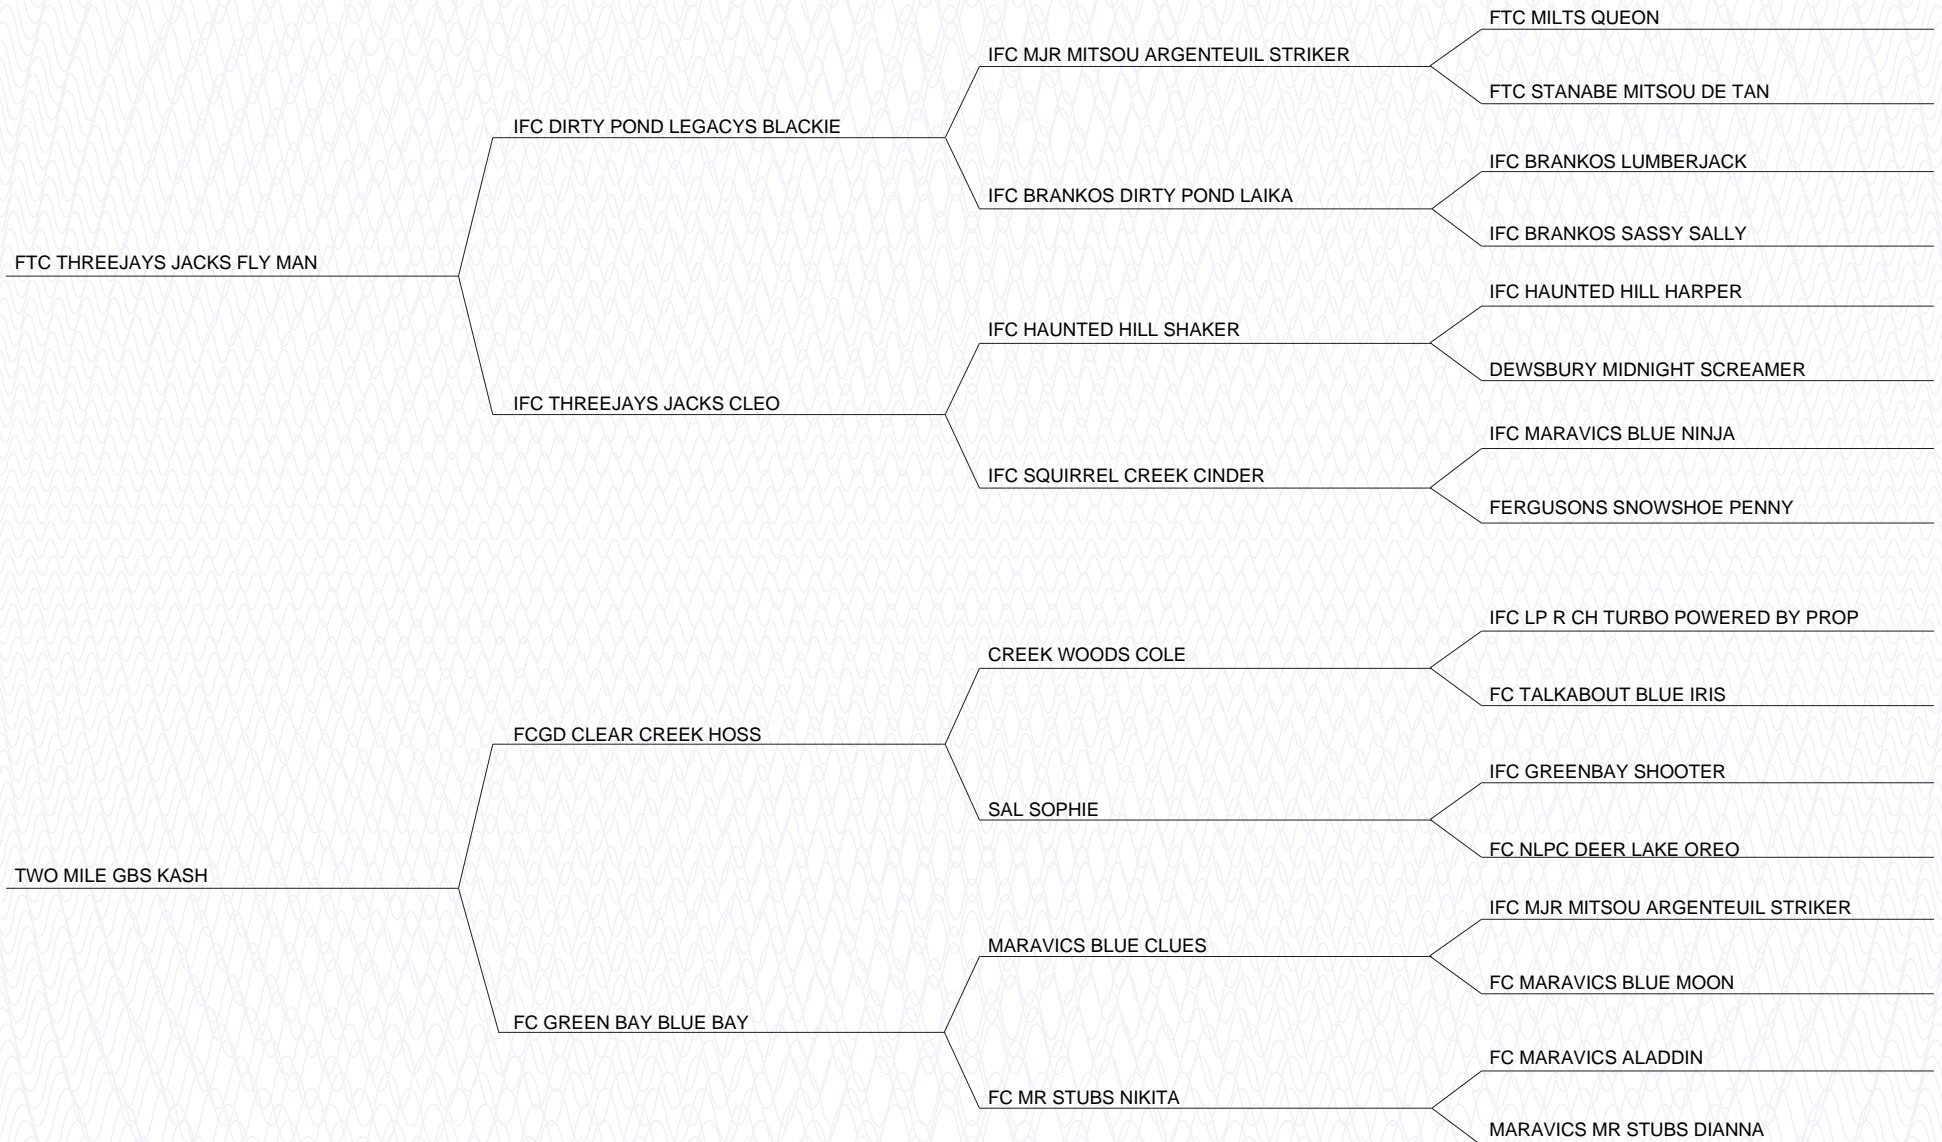 FTC MILTS QUEON
IFC MJR MITSOU ARGENTEUIL STRIKER
FTC STANABE MITSOU DE TAN
IFC DIRTY POND LEGACYS BLACKIE
IFC BRANKOS LUMBERJACK
IFC BRANKOS DIRTY POND LAIKA
IFC BRANKOS SASSY SALLY
FTC THREEJAYS JACKS FLY MAN
IFC HAUNTED HILL HARPER
IFC HAUNTED HILL SHAKER
DEWSBURY MIDNIGHT SCREAMER
IFC THREEJAYS JACKS CLEO
IFC MARAVICS BLUE NINJA
IFC SQUIRREL CREEK CINDER
FERGUSONS SNOWSHOE PENNY
IFC LP R CH TURBO POWERED BY PROP
CREEK WOODS COLE
FC TALKABOUT BLUE IRIS
FCGD CLEAR CREEK HOSS
IFC GREENBAY SHOOTER
SAL SOPHIE
FC NLPC DEER LAKE OREO
TWO MILE GBS KASH
IFC MJR MITSOU ARGENTEUIL STRIKER
MARAVICS BLUE CLUES
FC MARAVICS BLUE MOON
FC GREEN BAY BLUE BAY
FC MARAVICS ALADDIN
FC MR STUBS NIKITA
MARAVICS MR STUBS DIANNA